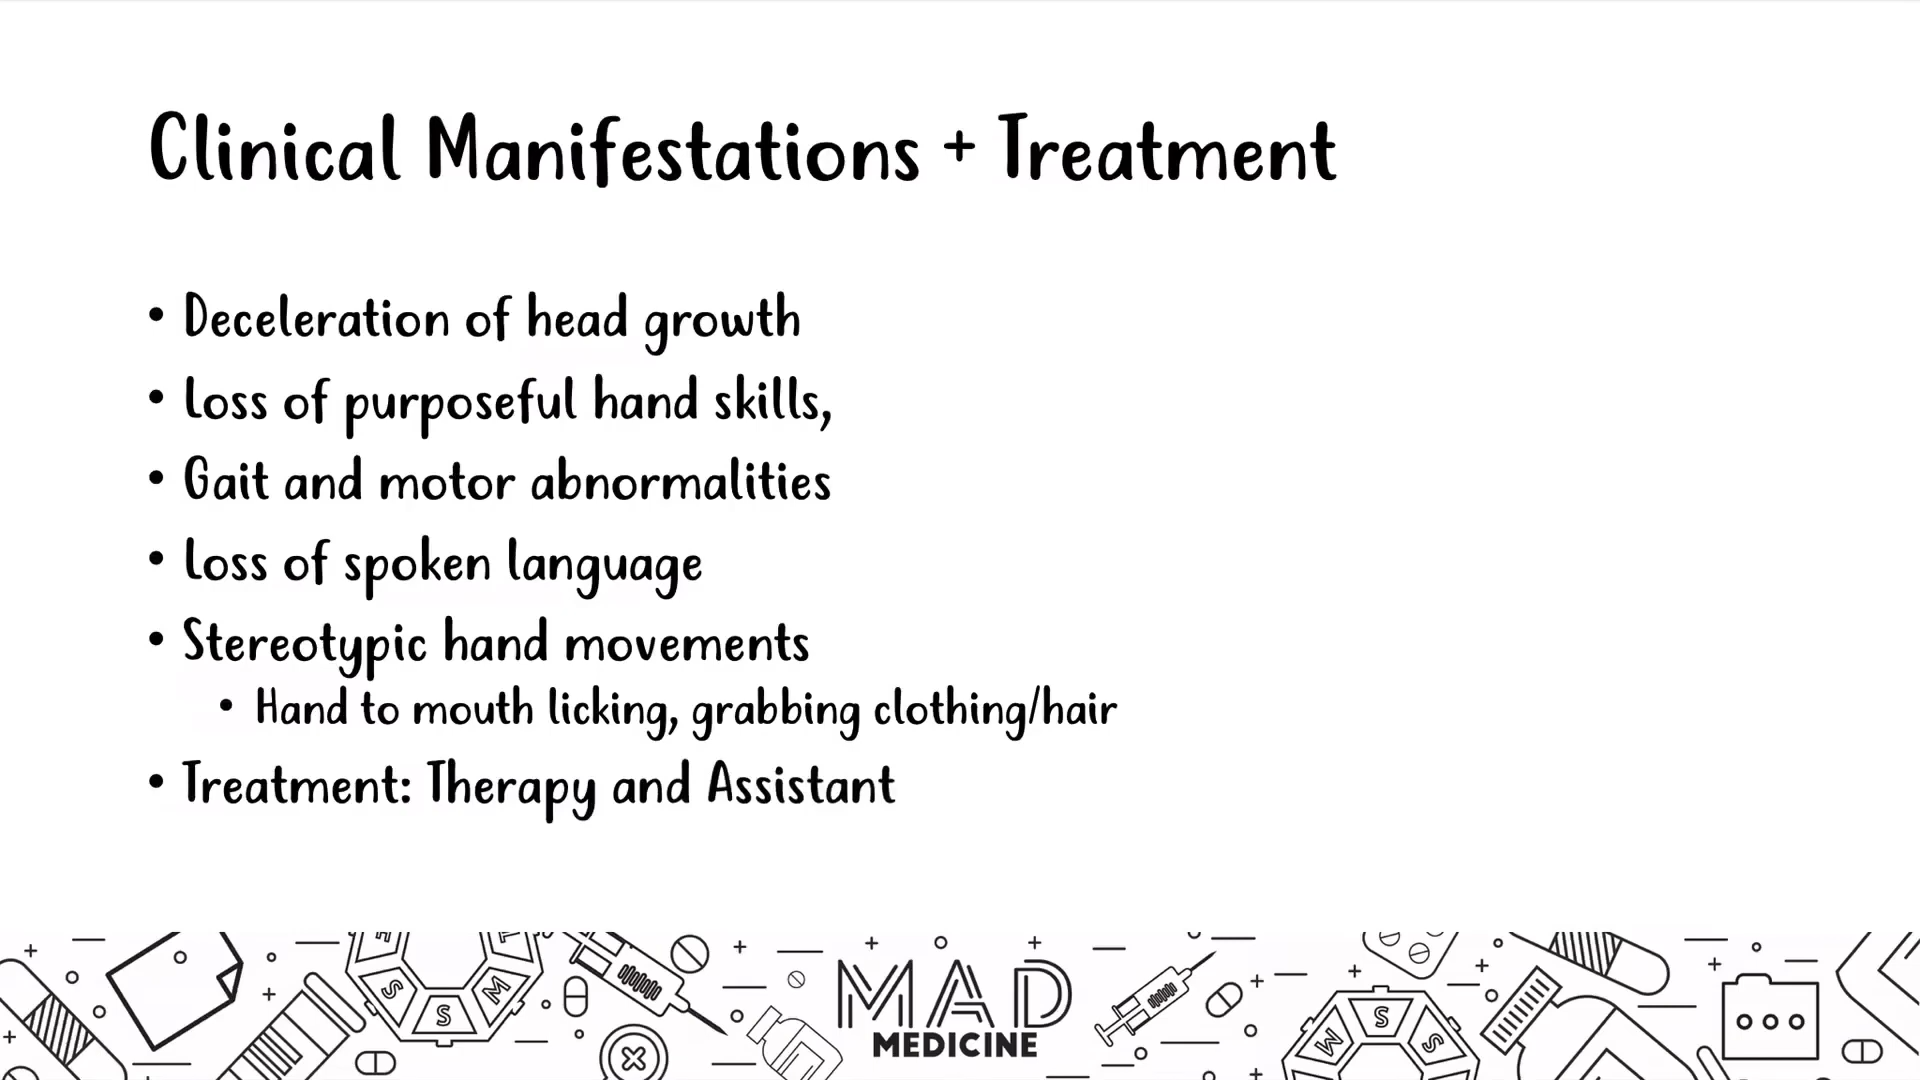 Clinical Manifestations + Treatment
• Deceleration of head growth
• Loss of purposeful hand skills,
• Gait and motor abnormalities
• Loss of spoken language
• Stereotypic hand movements
• Hand to mouth licking, grabbing clothing/hair
• Treatment: Therapy and Assistant
S S M
MAD
MEDICINE
M S S